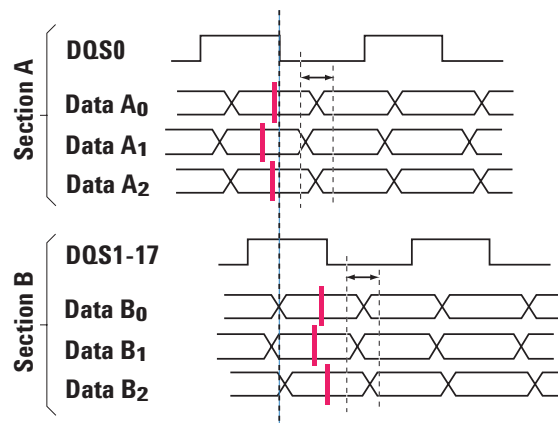 Section A
DQS0
Data A0
Data A1
Data A2
Section B
DQS1-17
Data B0
Data B1
Data B2